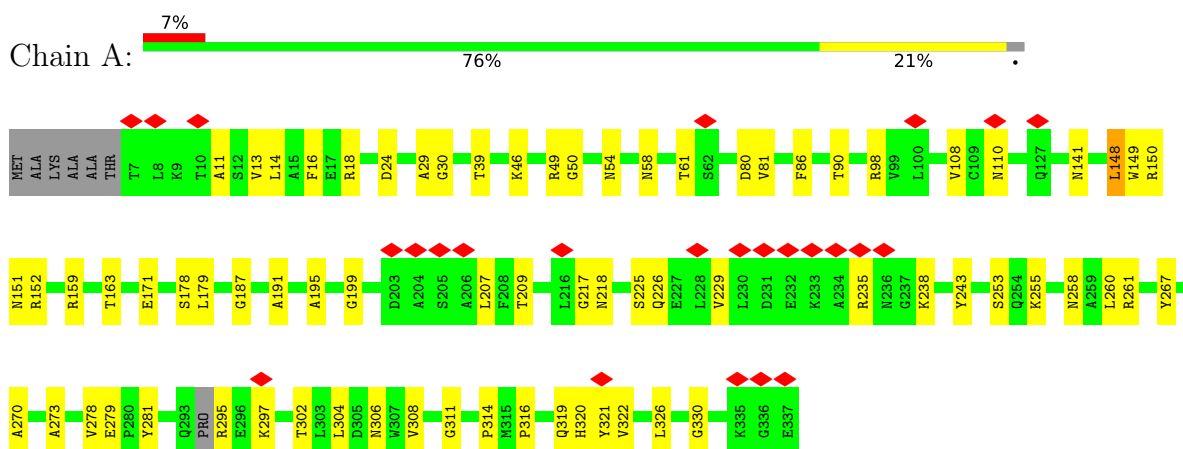 7%
Chain A:
76% 21% •
MET ALA LYS ALA ALA THR T7 L8 K9 T10 A11 S12 V13 L14 A15 F16 E17 R18 D24 A29 G30 T39 K46 R49 G50 N54 N58 T61 S62 D80 V81 F86 T90 R98 V99 L100 V108 C109 N110 Q127 N141 L148 W149 R150
N151 R152 R159 T163 E171 S178 L179 G187 A191 A195 G199 D203 A204 S205 A206 L207 F208 T209 L216 G217 N218 S225 Q226 E227 L228 V229 L230 D231 E232 K233 A234 R235 N236 G237 K238 Y243 S253 Q254 K255 N258 A259 L260 R261 Y267
A270 A273 V278 E279 P280 Y281 Q293 PRO R295 E296 K297 T302 L303 L304 D305 N306 W307 V308 G311 P314 M315 P316 Q319 H320 Y321 V322 L326 G330 K335 G336 E337